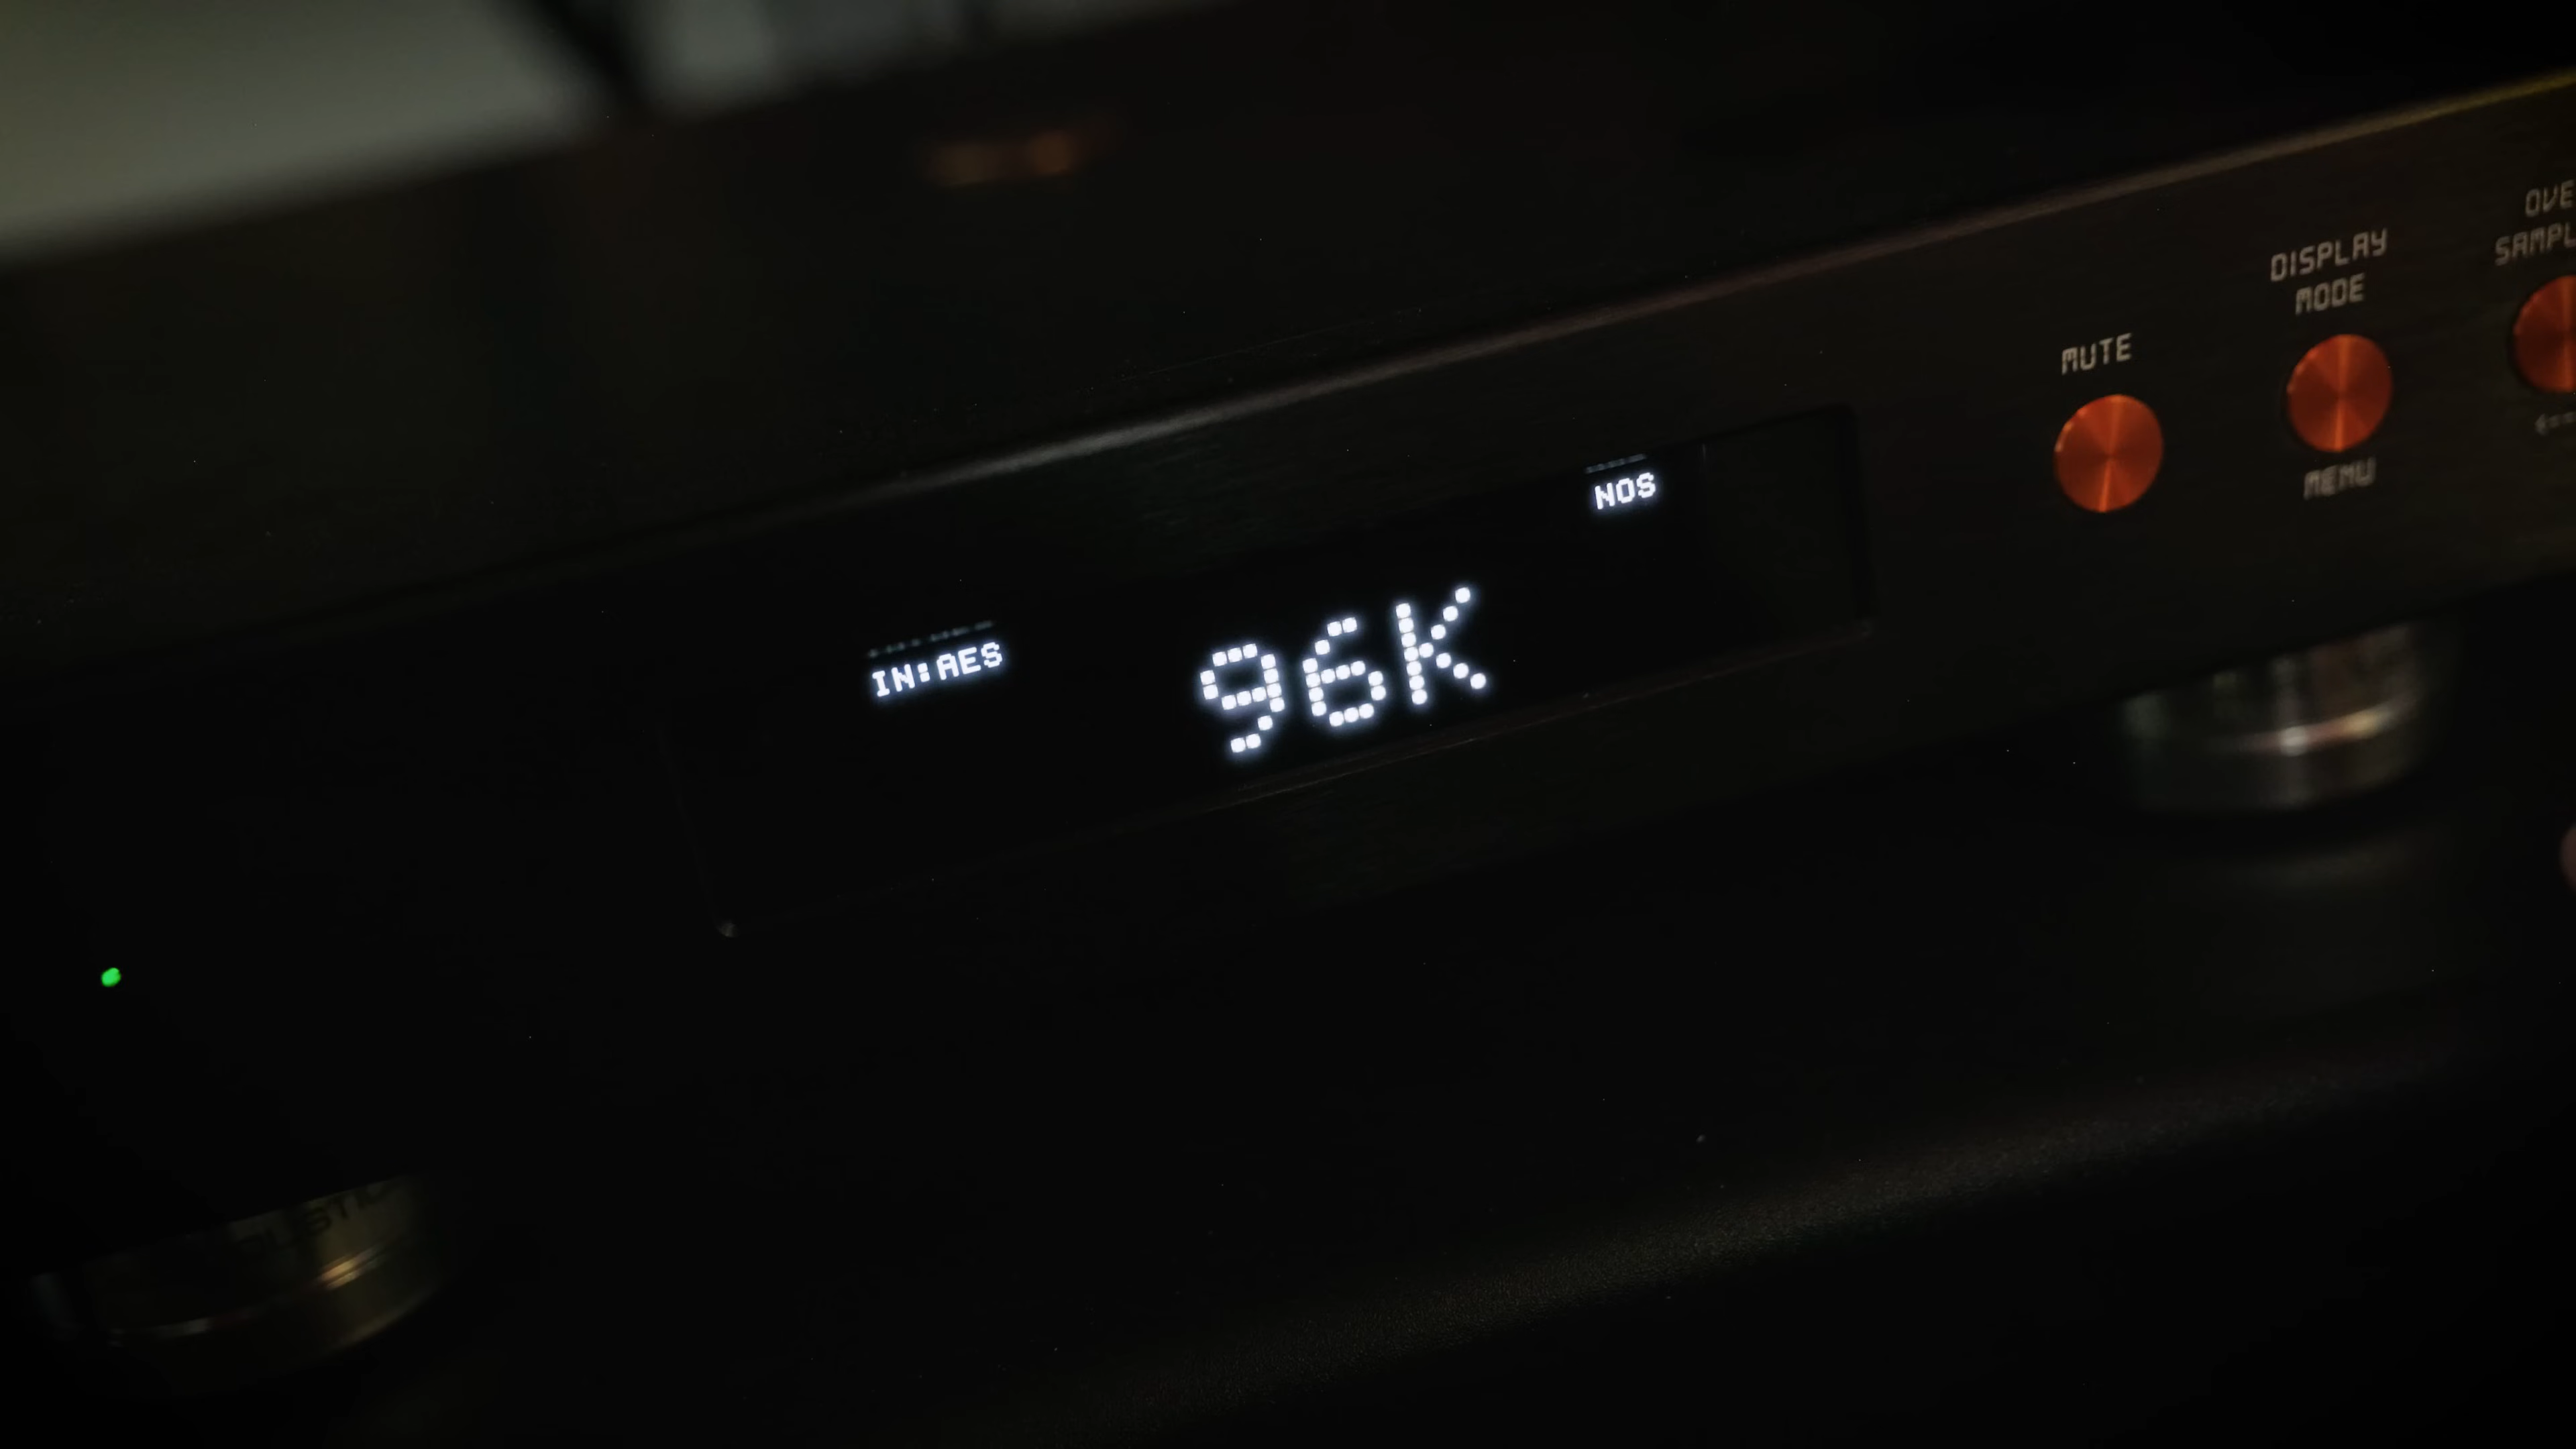 NOS
IN:AES
96K
MUTE
DISPLAY
MODE
MENU
OVE
SAMPL